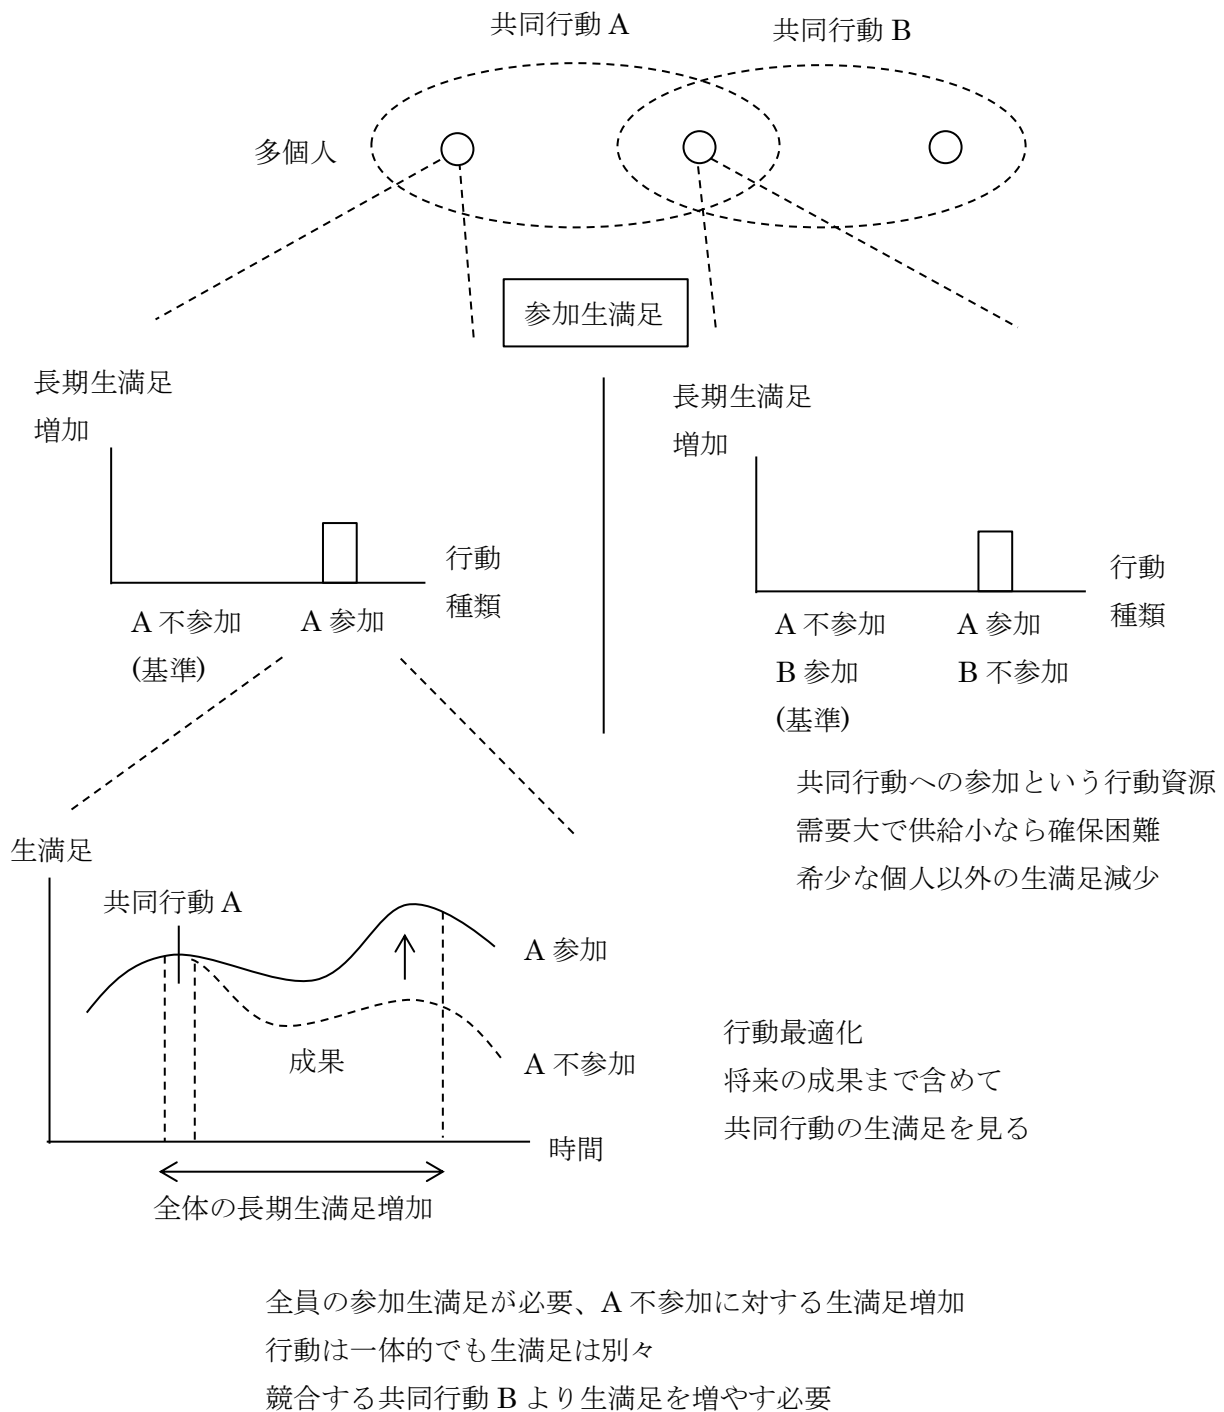 共同行動 A
共同行動 B
多個人
参加生満足
長期生満足
増加
行動
種類
A 不参加
(基準)
A 参加
長期生満足
増加
行動
種類
A 不参加
B 参加
(基準)
A 参加
B 不参加
共同行動への参加という行動資源
需要大で供給小なら確保困難
希少な個人以外の生満足減少
生満足
共同行動 A
A 参加
成果
A 不参加
時間
全体の長期生満足増加
行動最適化
将来の成果まで含めて
共同行動の生満足を見る
全員の参加生満足が必要、A 不参加に対する生満足増加
行動は一体的でも生満足は別々
競合する共同行動 B より生満足を増やす必要